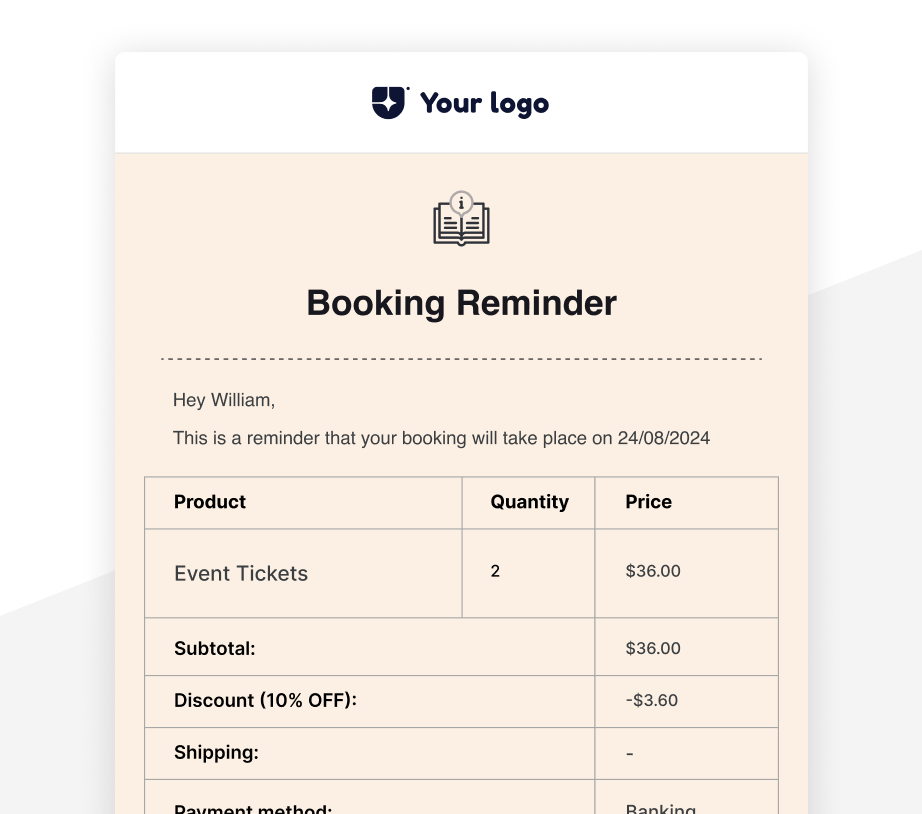 Your logo
i
Booking Reminder
Hey William,
This is a reminder that your booking will take place on 24/08/2024
Product Quantity Price
Event Tickets 2 $36.00
Subtotal: $36.00
Discount (10% OFF): -$3.60
Shipping: -
Payment method: Banking